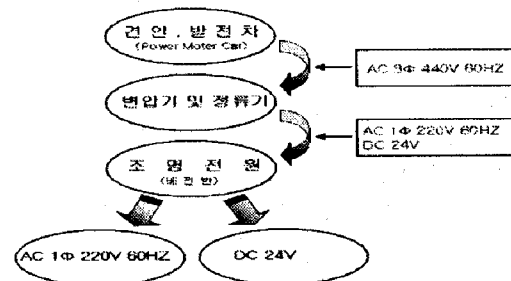 견 인 , 발 전 차
(Power Moter Car)
AC 3Φ 440V 60HZ
변압기 및 정류기
AC 1Φ 220V 60HZ
DC 24V
조 명 전 원
(배 전 반)
AC 1Φ 220V 60HZ
DC 24V